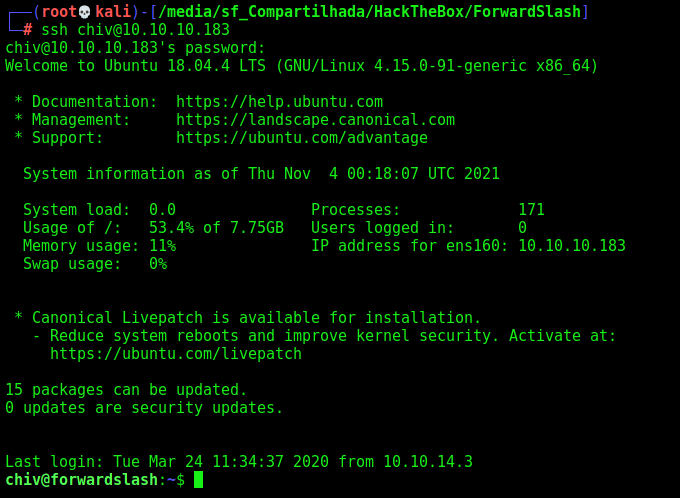 ┌──(root💀kali)-[/media/sf_Compartilhada/HackTheBox/ForwardSlash]
└─# ssh chiv@10.10.10.183
chiv@10.10.10.183's password:
Welcome to Ubuntu 18.04.4 LTS (GNU/Linux 4.15.0-91-generic x86_64)

 * Documentation:  https://help.ubuntu.com
 * Management:     https://landscape.canonical.com
 * Support:        https://ubuntu.com/advantage

  System information as of Thu Nov  4 00:18:07 UTC 2021

  System load:  0.0               Processes:             171
  Usage of /:   53.4% of 7.75GB   Users logged in:       0
  Memory usage: 11%               IP address for ens160: 10.10.10.183
  Swap usage:   0%


 * Canonical Livepatch is available for installation.
   - Reduce system reboots and improve kernel security. Activate at:
     https://ubuntu.com/livepatch

15 packages can be updated.
0 updates are security updates.


Last login: Tue Mar 24 11:34:37 2020 from 10.10.14.3
chiv@forwardslash:~$